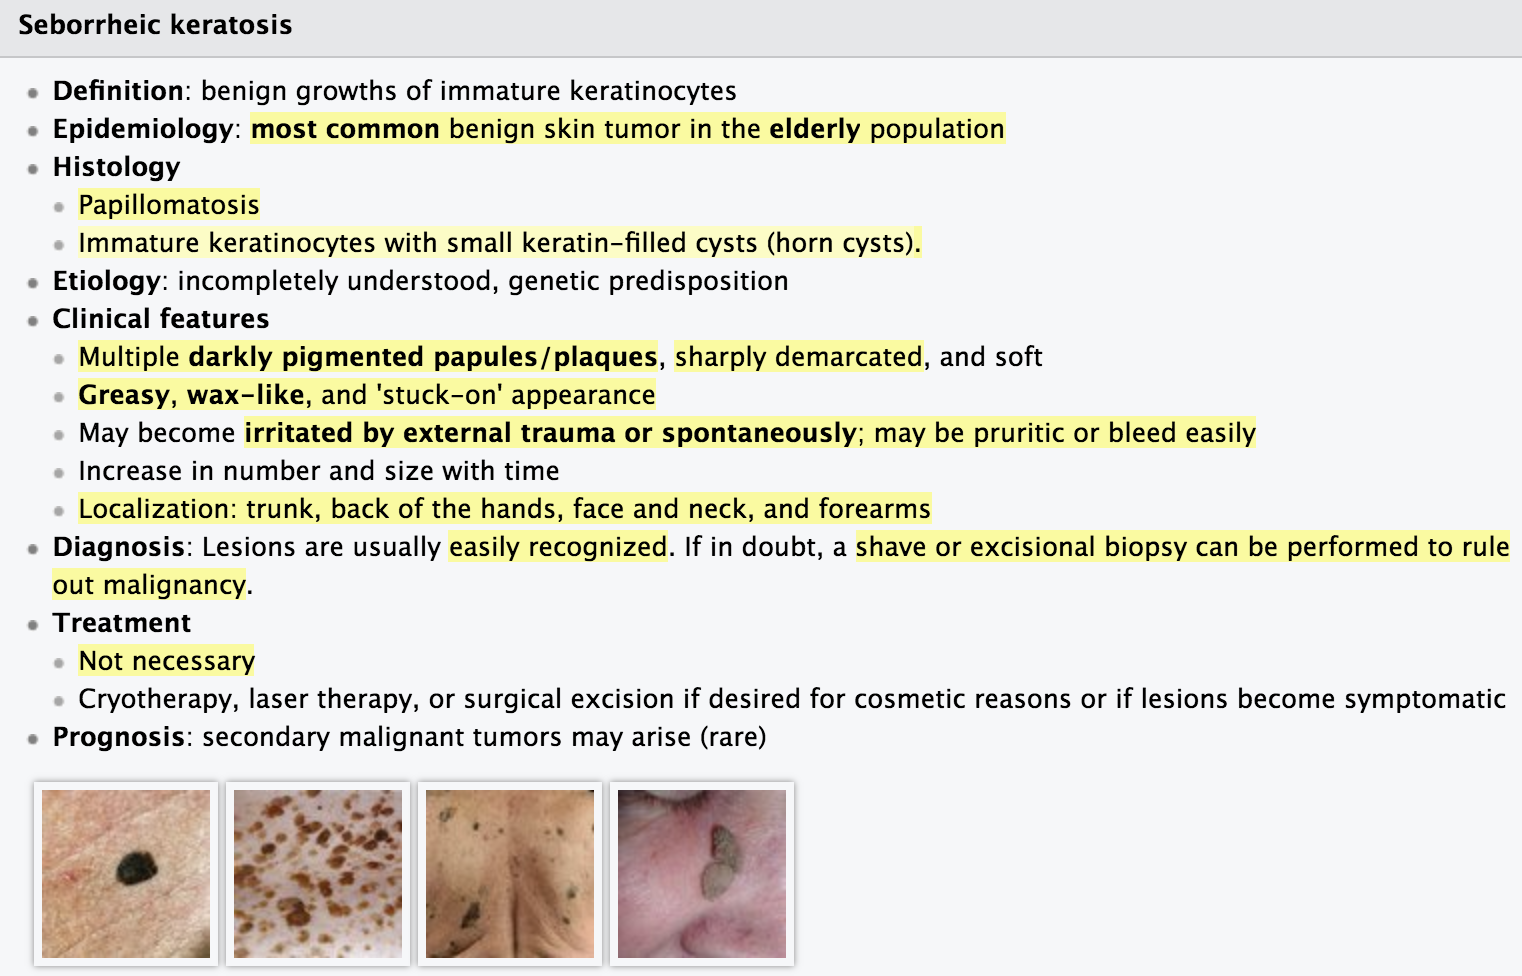 Seborrheic keratosis
Definition: benign growths of immature keratinocytes
Epidemiology: most common benign skin tumor in the elderly population
Histology
Papillomatosis
Immature keratinocytes with small keratin-filled cysts (horn cysts).
Etiology: incompletely understood, genetic predisposition
Clinical features
Multiple darkly pigmented papules/plaques, sharply demarcated, and soft
Greasy, wax-like, and 'stuck-on' appearance
May become irritated by external trauma or spontaneously; may be pruritic or bleed easily
Increase in number and size with time
Localization: trunk, back of the hands, face and neck, and forearms
Diagnosis: Lesions are usually easily recognized. If in doubt, a shave or excisional biopsy can be performed to rule
out malignancy.
Treatment
Not necessary
Cryotherapy, laser therapy, or surgical excision if desired for cosmetic reasons or if lesions become symptomatic
Prognosis: secondary malignant tumors may arise (rare)